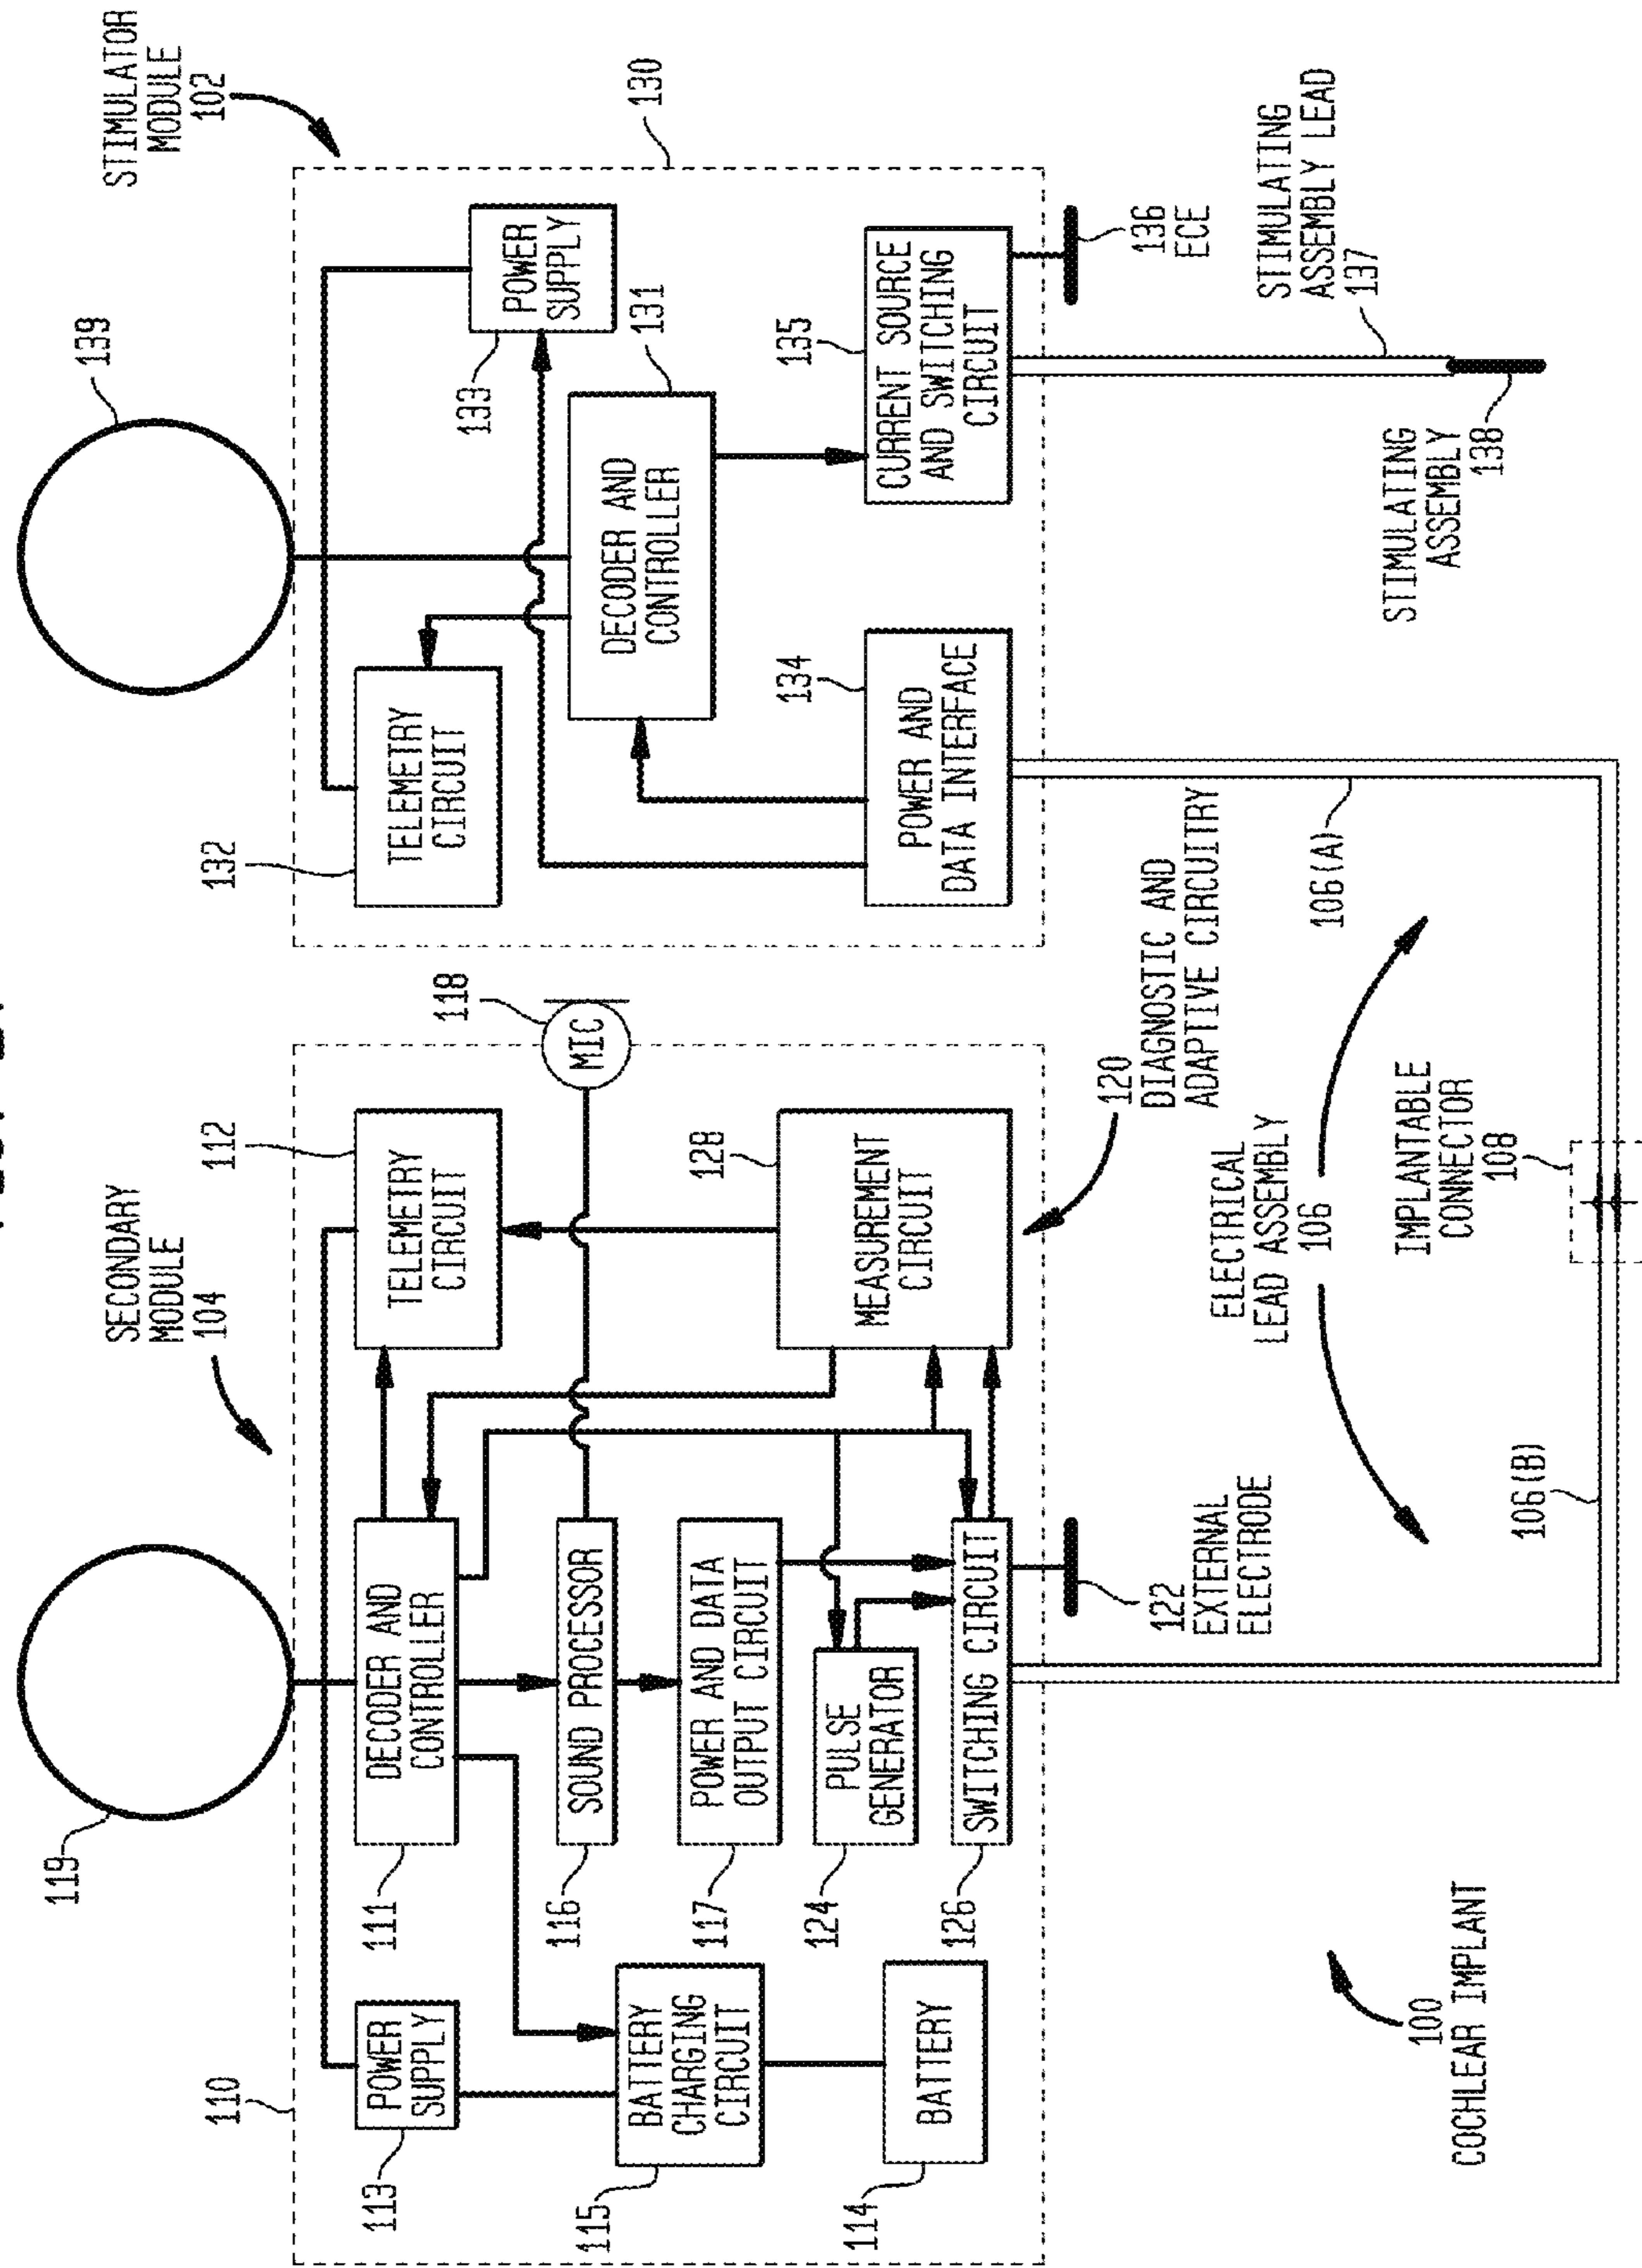 119
SECONDARY
MODULE
104
110
POWER
SUPPLY
113
DECODER AND
CONTROLLER
111
TELEMETRY
CIRCUIT
112
118
MIC
BATTERY
CHARGING
CIRCUIT
115
SOUND PROCESSOR
116
POWER AND DATA
OUTPUT CIRCUIT
117
MEASUREMENT
CIRCUIT
128
PULSE
GENERATOR
124
BATTERY
114
SWITCHING CIRCUIT
126
122
EXTERNAL
ELECTRODE
120
DIAGNOSTIC AND
ADAPTIVE CIRCUITRY
139
STIMULATOR
MODULE
102
130
TELEMETRY
CIRCUIT
132
POWER
SUPPLY
133
DECODER AND
CONTROLLER
131
POWER AND
DATA INTERFACE
134
CURRENT SOURCE
AND SWITCHING
CIRCUIT
135
136
ECE
STIMULATING
ASSEMBLY LEAD
137
STIMULATING
ASSEMBLY
138
ELECTRICAL
LEAD ASSEMBLY
106
106(A)
106(B)
IMPLANTABLE
CONNECTOR
108
100
COCHLEAR IMPLANT